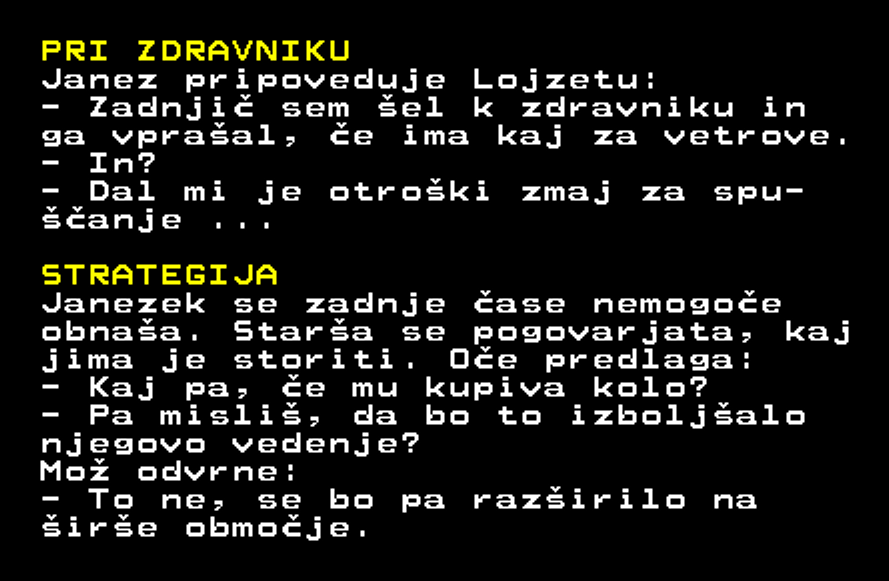 PRI ZDRAVNIKU
Janez pripoveduje Lojzetu:
- Zadnjič sem šel k zdravniku in
ga vprašal, če ima kaj za vetrove.
- In?
- Dal mi je otroški zmaj za spu-
ščanje ...
STRATEGIJA
Janezek se zadnje čase nemogoče
obnaša. Starša se pogovarjata, kaj
jima je storiti. Oče predlaga:
- Kaj pa, če mu kupiva kolo?
- Pa misliš, da bo to izboljšalo
njegovo vedenje?
Mož odvrne:
- To ne, se bo pa razširilo na
širše območje.